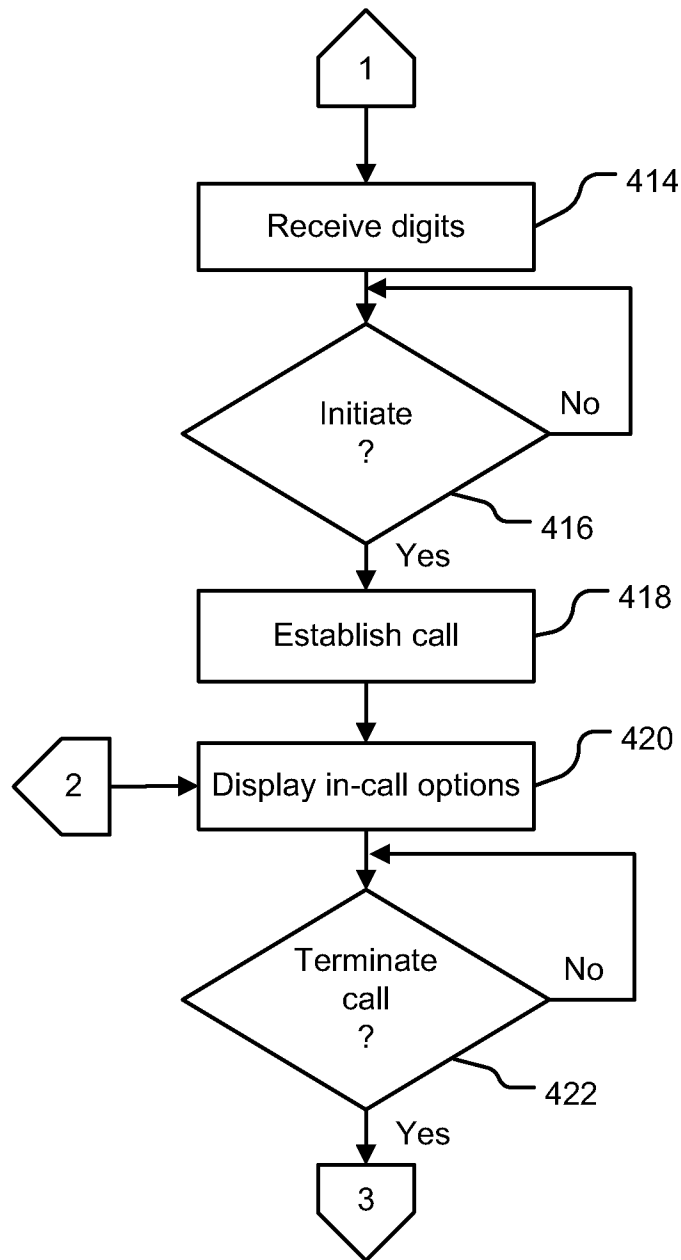 1
414
Receive digits
Initiate
?
No
416
Yes
418
Establish call
420
2
Display in-call options
Terminate
call
?
No
422
Yes
3